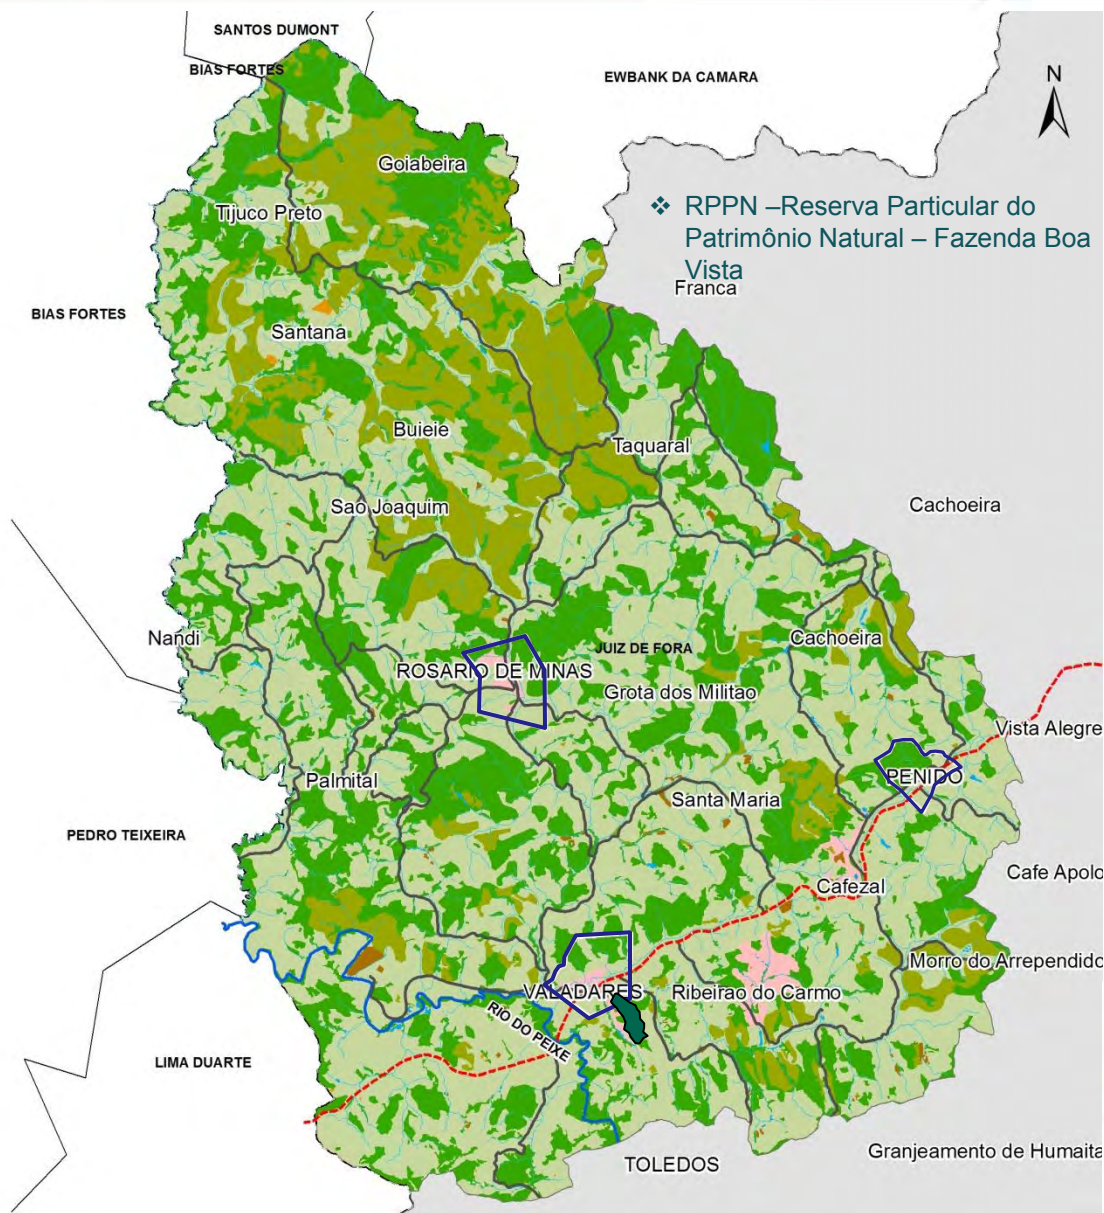 SANTOS DUMONT
BIAS FORTES
EWBANK DA CAMARA
N
Goiabeira
❖ RPPN –Reserva Particular do
Patrimônio Natural – Fazenda Boa
Vista
Tijuco Preto
Franca
BIAS FORTES
Santana
Buieie
Taquaral
Sao Joaquim
Cachoeira
Nandi
Cachoeira
JUIZ DE FORA
ROSARIO DE MINAS
Grota dos Militao
Vista Alegre
PENIDO
Palmital
Santa Maria
PEDRO TEIXEIRA
Cafe Apolo
Cafezal
Morro do Arrependido
VALADARES
Ribeirao do Carmo
RIO DO PEIXE
LIMA DUARTE
Granjeamento de Humaita
TOLEDOS